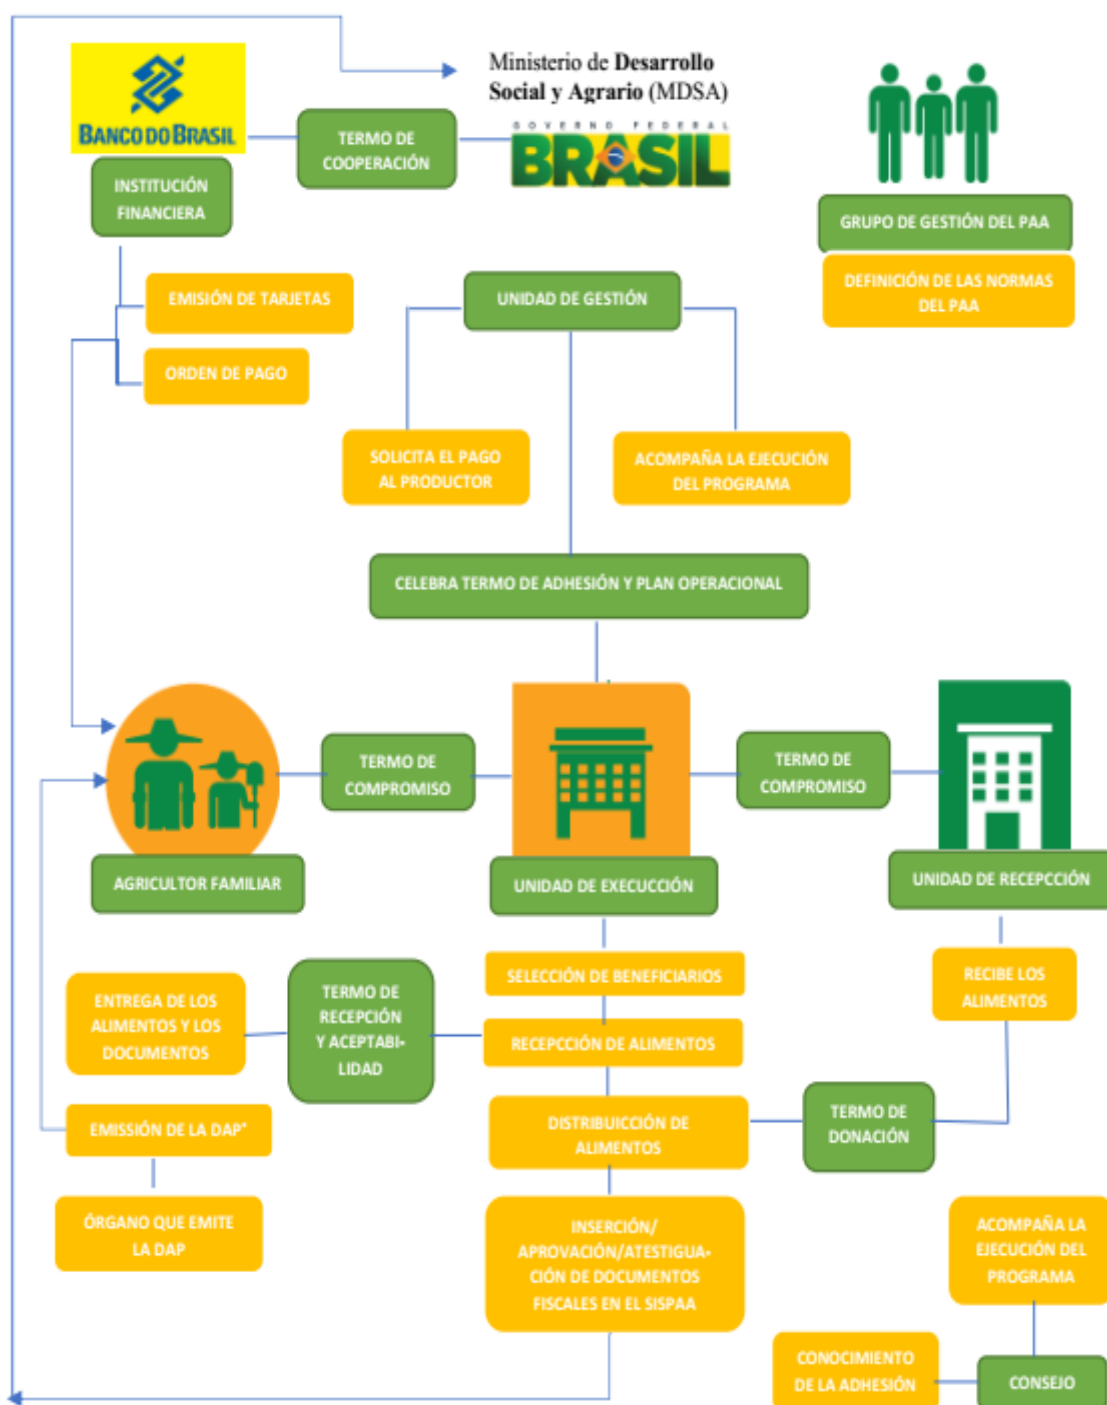 Ministerio de Desarrollo
Social y Agrario (MDSA)
GOVERNO FEDERAL
BRASIL
BANCO DO BRASIL
TERMO DE
COOPERACIÓN
INSTITUCIÓN
FINANCIERA
GRUPO DE GESTIÓN DEL PAA
DEFINICIÓN DE LAS NORMAS
DEL PAA
EMISIÓN DE TARJETAS
UNIDAD DE GESTIÓN
ORDEN DE PAGO
SOLICITA EL PAGO
AL PRODUCTOR
ACOMPAÑA LA EJECUCIÓN
DEL PROGRAMA
CELEBRA TERMO DE ADHESIÓN Y PLAN OPERACIONAL
TERMO DE
COMPROMISO
TERMO DE
COMPROMISO
AGRICULTOR FAMILIAR
UNIDAD DE EXECUCCIÓN
UNIDAD DE RECEPCCIÓN
SELECCIÓN DE BENEFICIARIOS
RECIBE LOS
ALIMENTOS
ENTREGA DE LOS
ALIMENTOS Y LOS
DOCUMENTOS
TERMO DE
RECEPCIÓN
Y ACEPTABI-
LIDAD
RECEPCCIÓN DE ALIMENTOS
EMISSIÓN DE LA DAP*
DISTRIBUICCIÓN DE
ALIMENTOS
TERMO DE
DONACIÓN
ÓRGANO QUE EMITE
LA DAP
INSERCIÓN/
APROVACIÓN/ATESTIGUA-
CIÓN DE DOCUMENTOS
FISCALES EN EL SISPAA
ACOMPAÑA LA
EJECUCIÓN DEL
PROGRAMA
CONOCIMIENTO
DE LA ADHESIÓN
CONSEJO